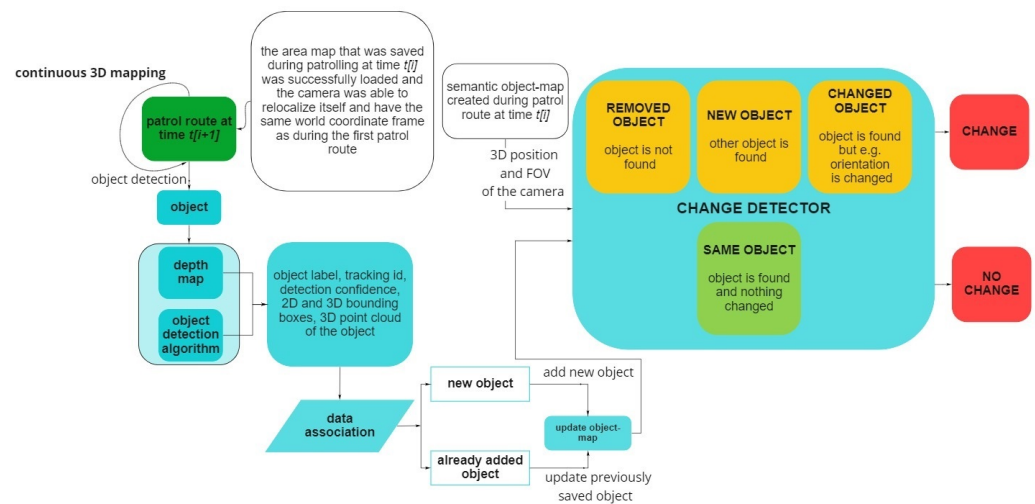 continuous 3D mapping
patrol route at
time t[i+1]
the area map that was saved
during patrolling at time t[i]
was successfully loaded and
the camera was able to
relocalize itself and have the
same world coordinate frame
as during the first patrol
route
object detection
object
depth
map
object
detection
algorithm
object label, tracking id,
detection confidence,
2D and 3D bounding
boxes, 3D point cloud
of the object
data
association
new object
already added
object
add new object
update object-
map
update previously
saved object
semantic object-map
created during patrol
route at time t[i]
3D position
and FOV
of the camera
REMOVED
OBJECT
object is not
found
NEW OBJECT
other object is
found
CHANGED
OBJECT
object is found
but e.g.
orientation
is changed
CHANGE DETECTOR
SAME OBJECT
object is found
and nothing
changed
CHANGE
NO
CHANGE